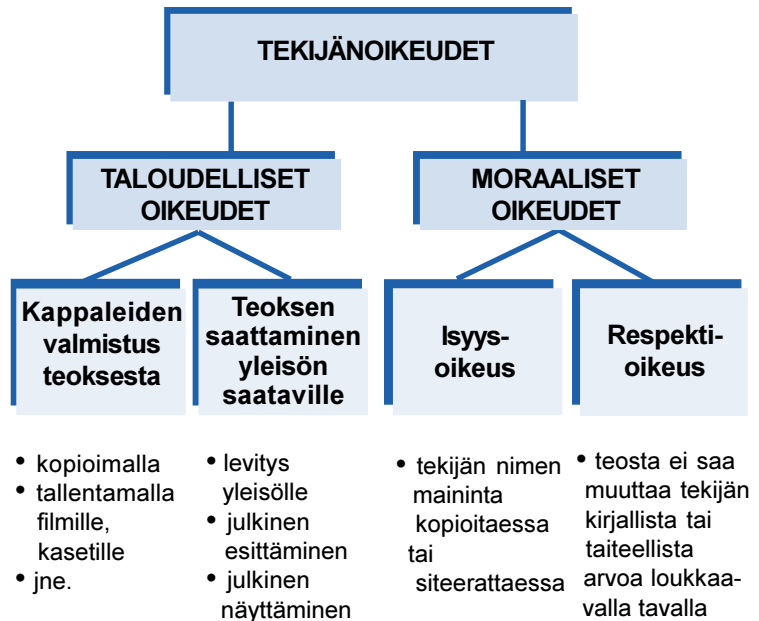 TEKIJÄNOIKEUDET
TALOUDELLISET
OIKEUDET
MORAALISET
OIKEUDET
Kappaleiden
valmistus
teoksesta
Teoksen
saattaminen
yleisön
saataville
Isyys-
oikeus
Respekti-
oikeus
• kopioimalla
• tallentamalla
filmille,
kasetille
• jne.
• levitys
yleisölle
• julkinen
esittäminen
• julkinen
näyttäminen
• tekijän nimen
maininta
kopioitaessa
tai
siteerattaessa
• teosta ei saa
muuttaa tekijän
kirjallista tai
taiteellista
arvoa loukkaa-
valla tavalla